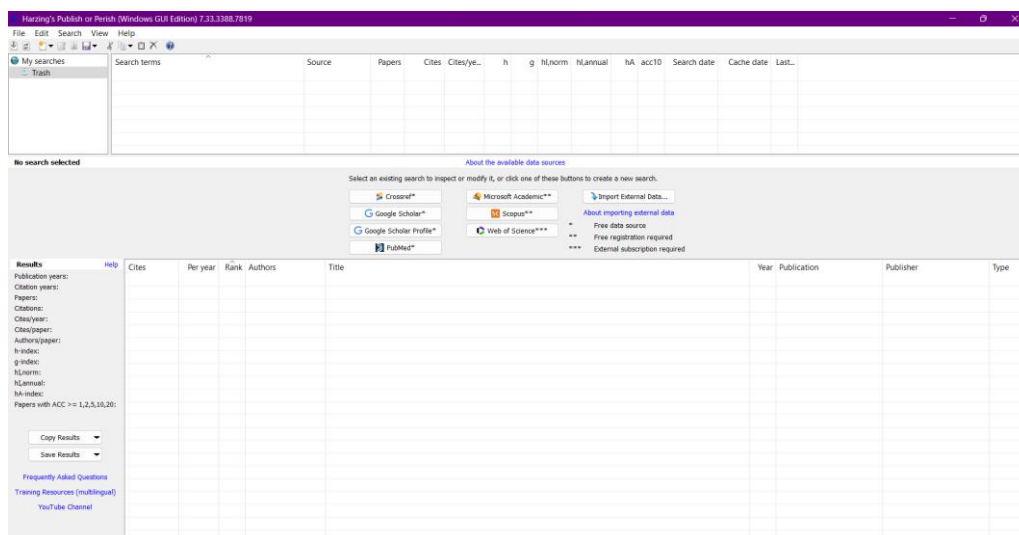 Harzing's Publish or Perish (Windows GUI Edition) 7.33.3388.7819
File Edit Search View Help
My searches
Trash
Search terms Source Papers Cites Cites/ye... h g hI,norm hI,annual hA acc10 Search date Cache date Last...
No search selected
About the available data sources
Select an existing search to inspect or modify it, or click one of these buttons to create a new search.
Crossref* Microsoft Academic** Import External Data...
Google Scholar* Scopus** About importing external data
Google Scholar Profile* Web of Science***
PubMed*
* Free data source
** Free registration required
*** External subscription required
Results Help
Publication years:
Citation years:
Papers:
Citations:
Cites/year:
Cites/paper:
Authors/paper:
h-index:
g-index:
hI,norm:
hI,annual:
hA-index:
Papers with ACC >= 1,2,5,10,20:
Copy Results
Save Results
Frequently Asked Questions
Training Resources (multilingual)
YouTube Channel
Cites Per year Rank Authors Title Year Publication Publisher Type